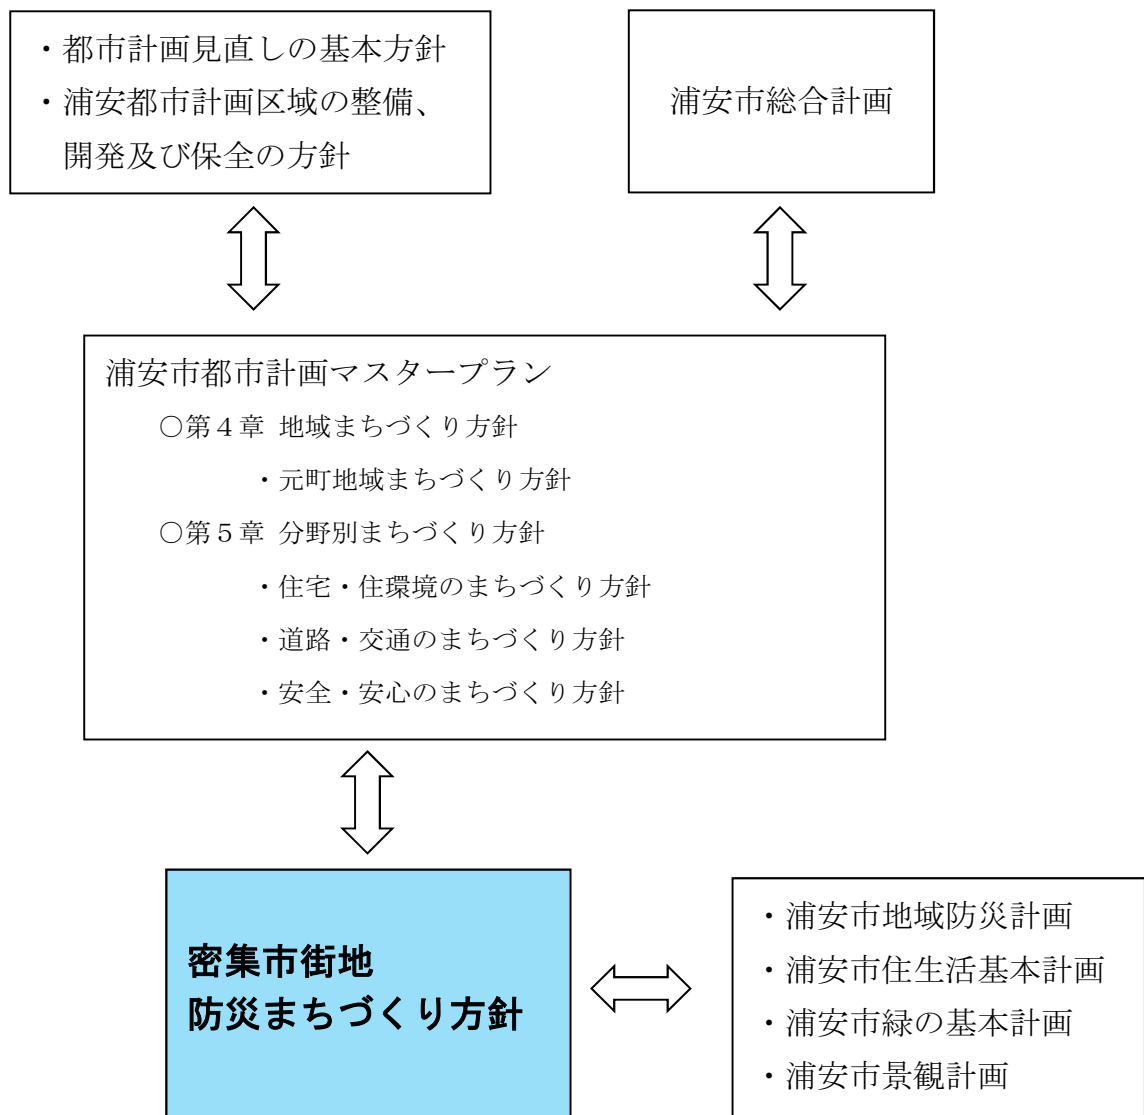 ・都市計画見直しの基本方針
・浦安都市計画区域の整備、
開発及び保全の方針
浦安市総合計画
浦安市都市計画マスタープラン
〇第４章 地域まちづくり方針
・元町地域まちづくり方針
〇第５章 分野別まちづくり方針
・住宅・住環境のまちづくり方針
・道路・交通のまちづくり方針
・安全・安心のまちづくり方針
密集市街地
防災まちづくり方針
・浦安市地域防災計画
・浦安市住生活基本計画
・浦安市緑の基本計画
・浦安市景観計画